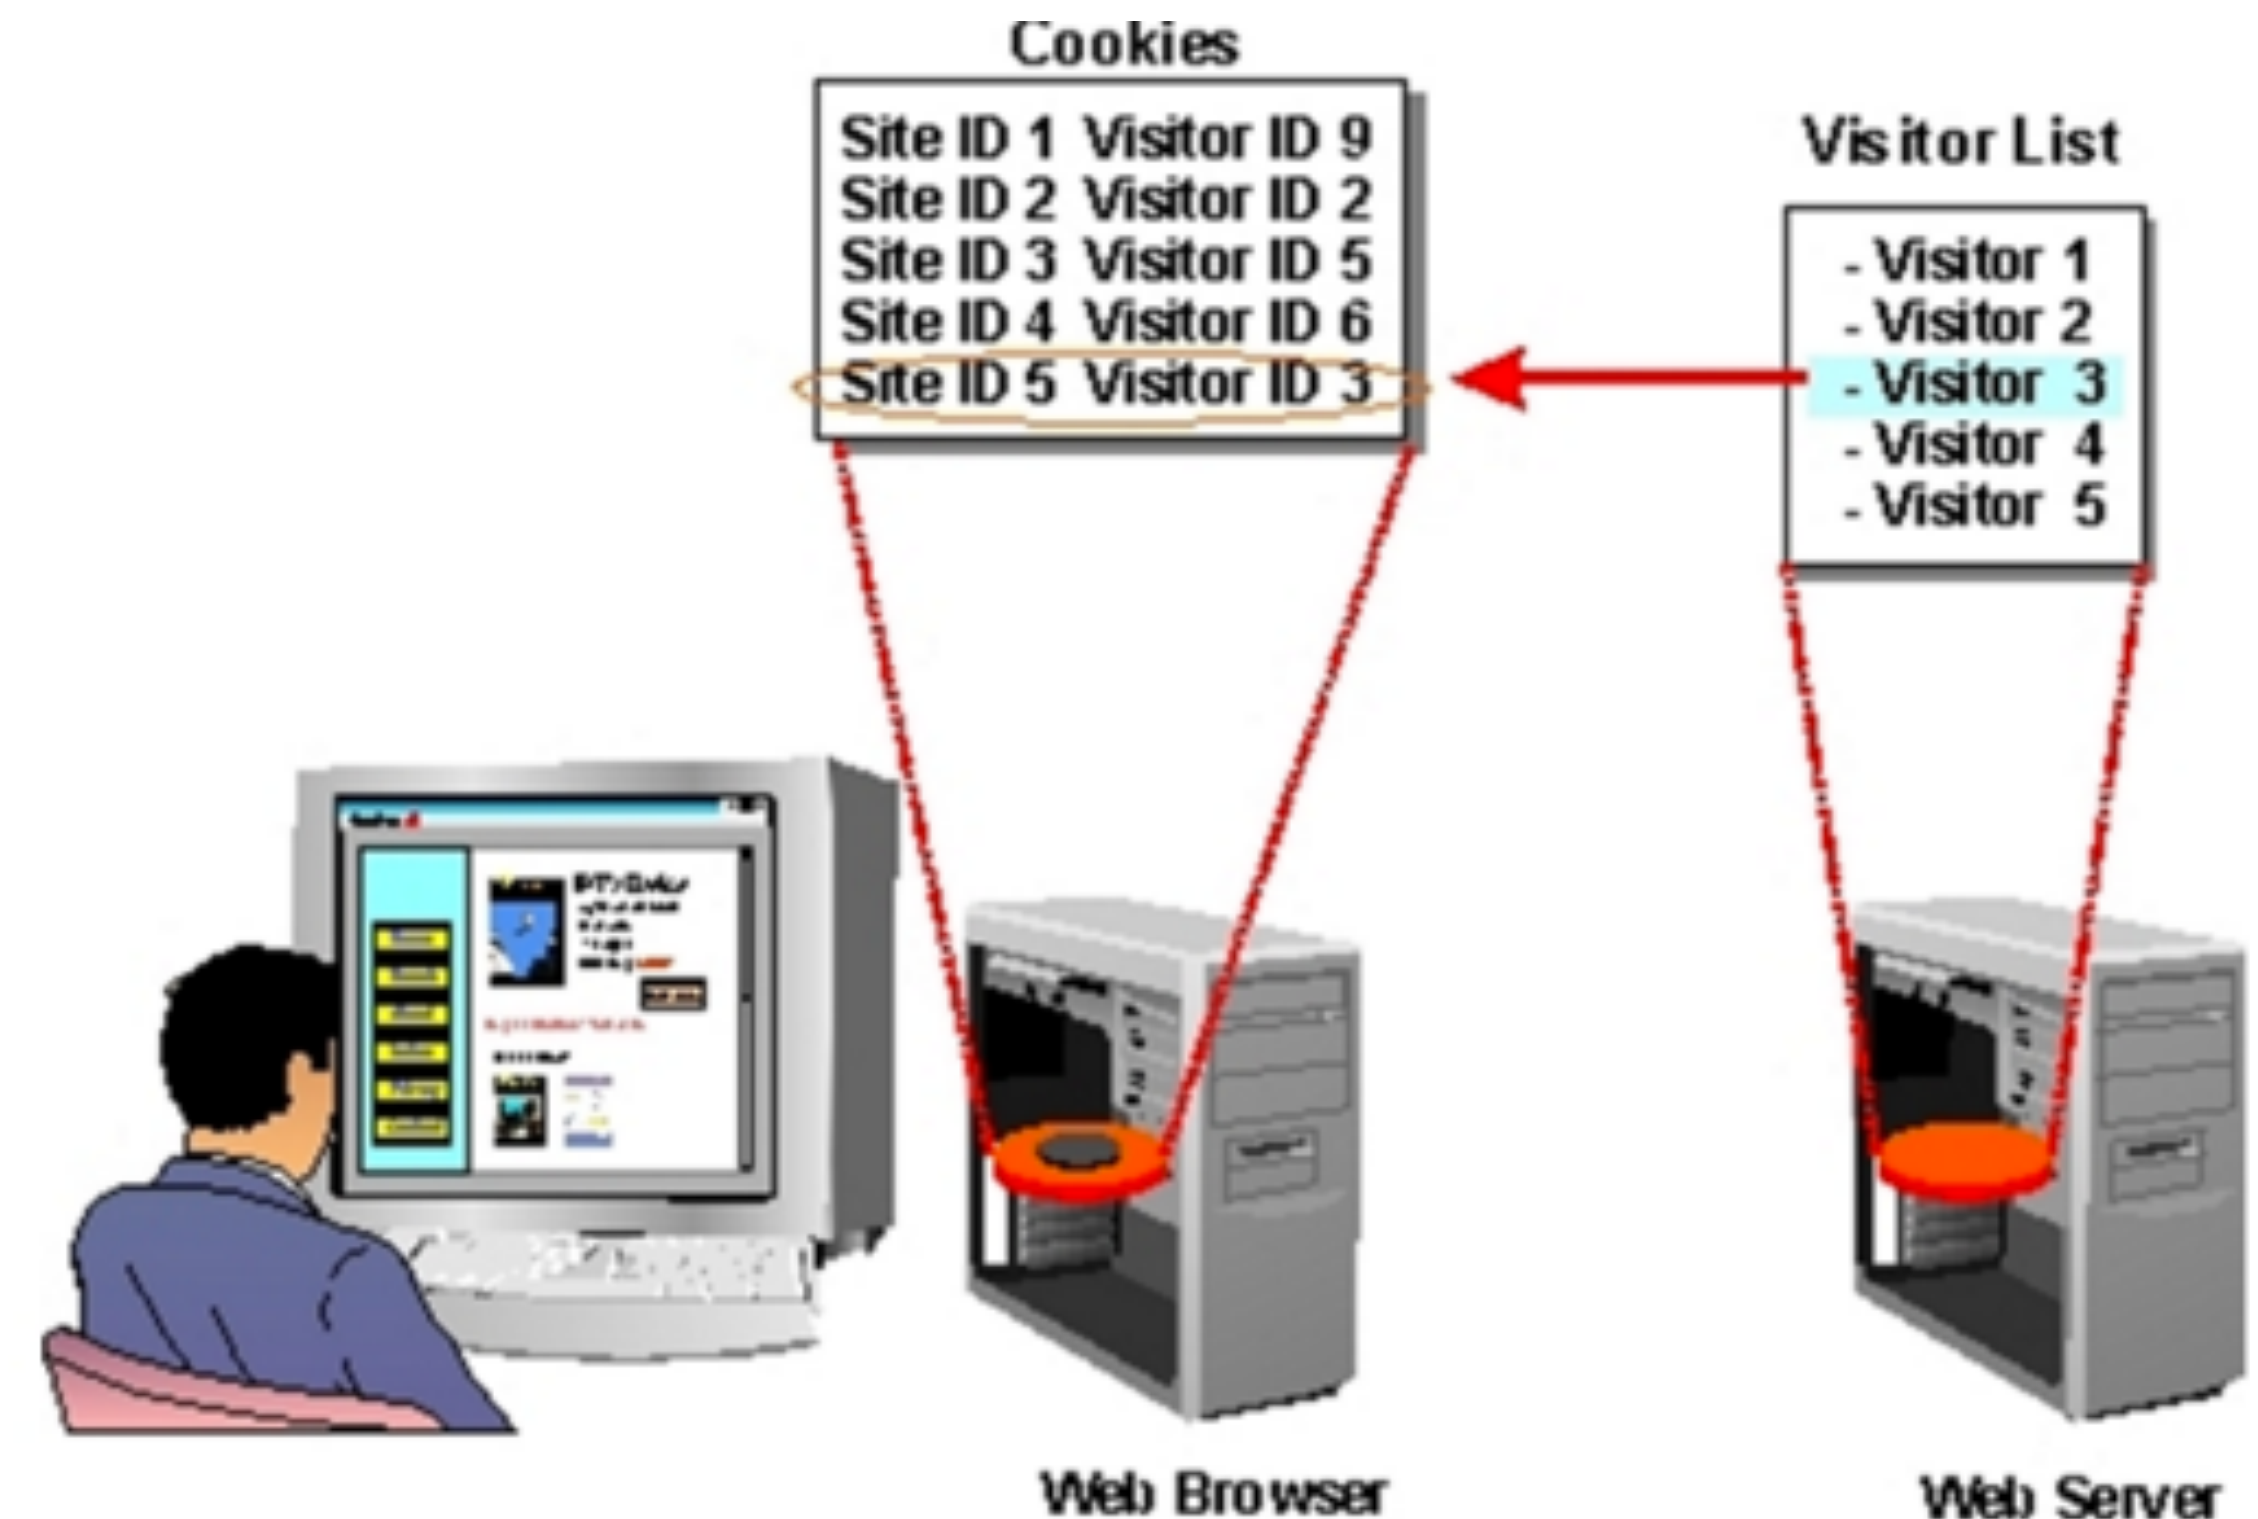 Cookies
Site ID 1 Visitor ID 9
Site ID 2 Visitor ID 2
Site ID 3 Visitor ID 5
Site ID 4 Visitor ID 6
Site ID 5 Visitor ID 3
Visitor List
- Visitor 1
- Visitor 2
- Visitor 3
- Visitor 4
- Visitor 5
Web Browser
Web Server